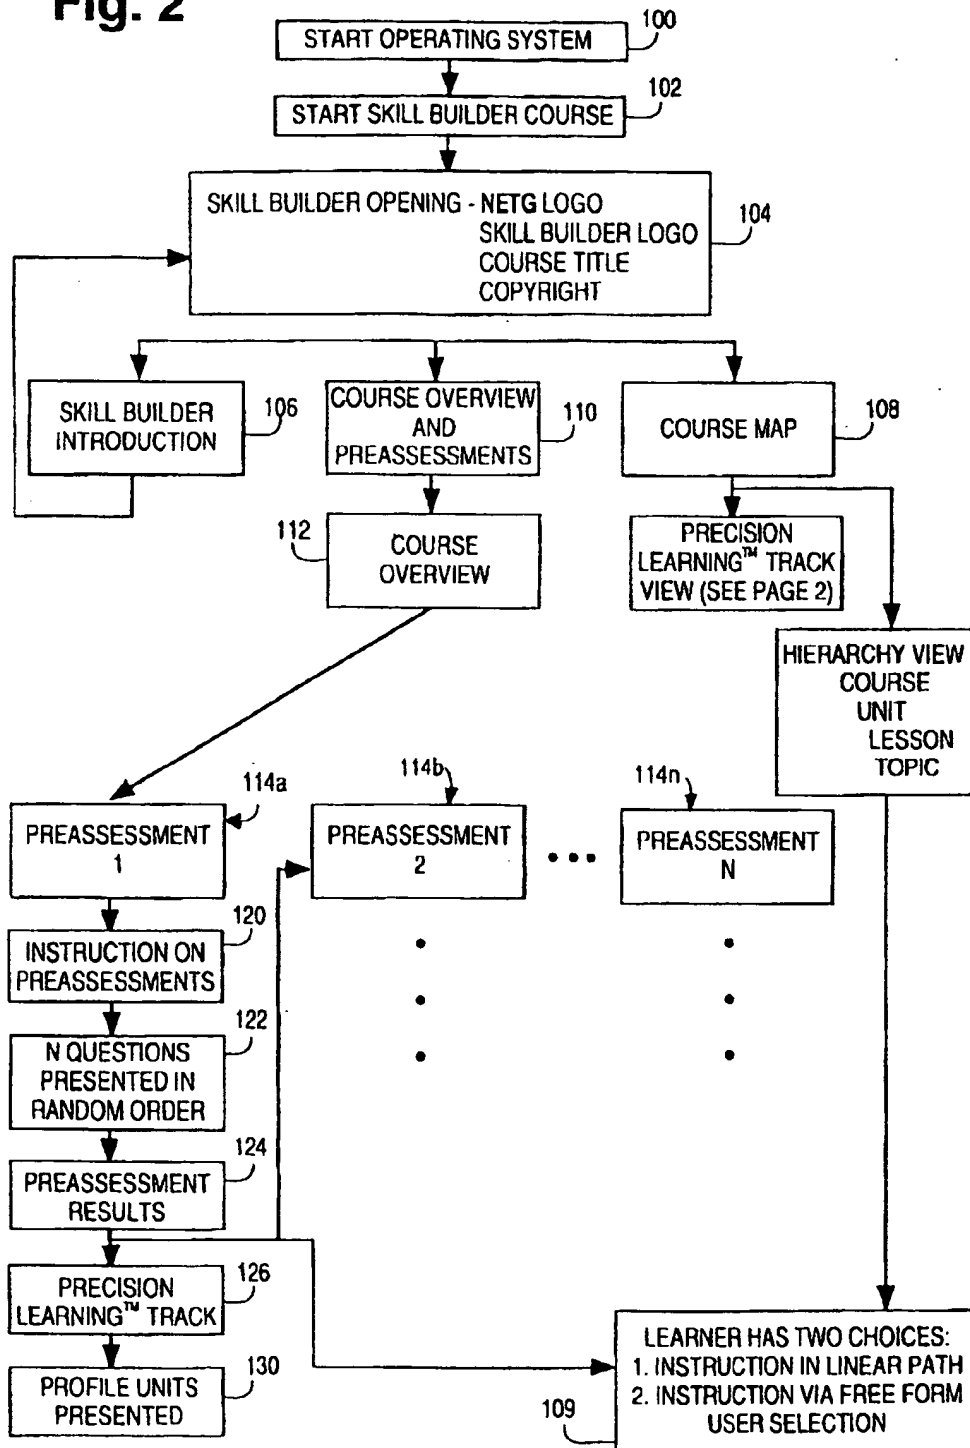 Fig. 2
START OPERATING SYSTEM
100
START SKILL BUILDER COURSE
102
SKILL BUILDER OPENING - NETG LOGO
SKILL BUILDER LOGO
COURSE TITLE
COPYRIGHT
104
SKILL BUILDER
INTRODUCTION
106
COURSE OVERVIEW
AND
PREASSESSMENTS
110
COURSE MAP
108
112
COURSE
OVERVIEW
PRECISION
LEARNING™ TRACK
VIEW (SEE PAGE 2)
HIERARCHY VIEW
COURSE
UNIT
LESSON
TOPIC
PREASSESSMENT
1
114a
PREASSESSMENT
2
114b
• • •
PREASSESSMENT
N
114n
INSTRUCTION ON
PREASSESSMENTS
120
N QUESTIONS
PRESENTED IN
RANDOM ORDER
122
PREASSESSMENT
RESULTS
124
PRECISION
LEARNING™ TRACK
126
PROFILE UNITS
PRESENTED
130
LEARNER HAS TWO CHOICES:
1. INSTRUCTION IN LINEAR PATH
2. INSTRUCTION VIA FREE FORM
USER SELECTION
109